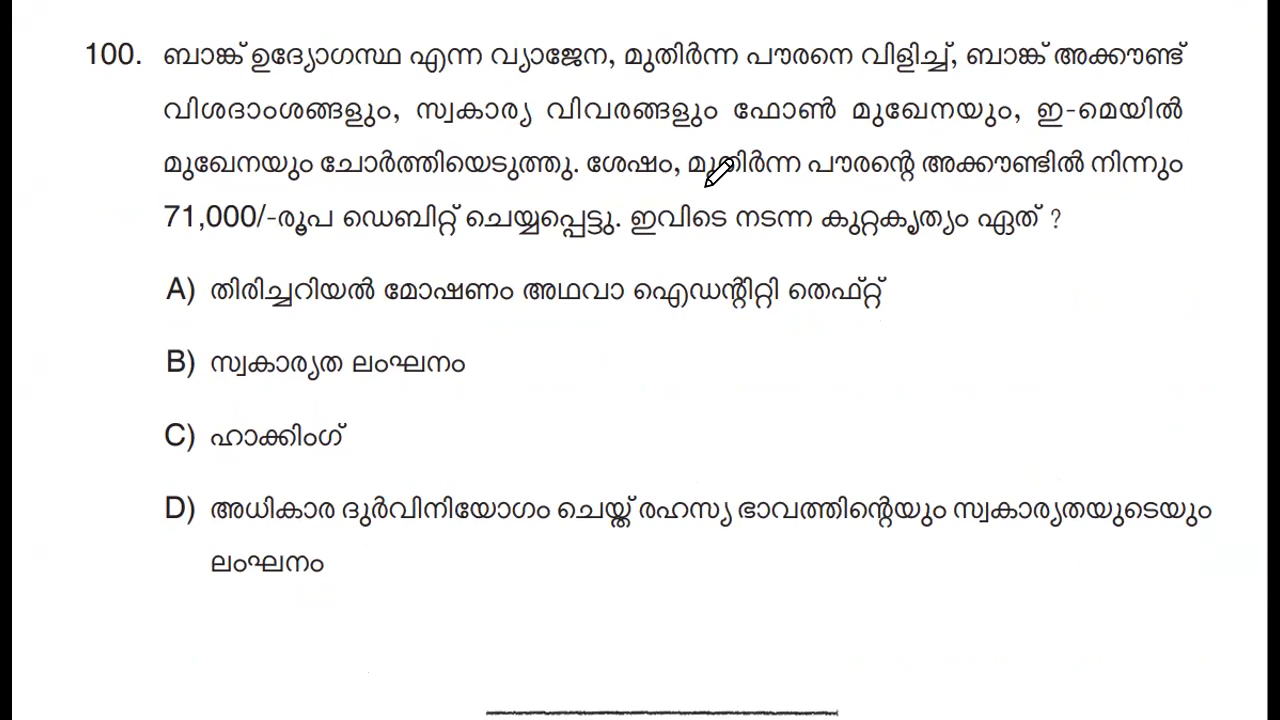 100. ബാങ്ക് ഉദ്യോഗസ്ഥ എന്ന വ്യാജേന, മുതിർന്ന പൗരനെ വിളിച്ച്, ബാങ്ക് അക്കൗണ്ട്
വിശദാംശങ്ങളും, സ്വകാര്യ വിവരങ്ങളും ഫോൺ മുഖേനയും, ഇ-മെയിൽ
മുഖേനയും ചോർത്തിയെടുത്തു. ശേഷം, മുതിർന്ന പൗരന്റെ അക്കൗണ്ടിൽ നിന്നും
71,000/-രൂപ ഡെബിറ്റ് ചെയ്യപ്പെട്ടു. ഇവിടെ നടന്ന കുറ്റകൃത്യം ഏത് ?
A) തിരിച്ചറിയൽ മോഷണം അഥവാ ഐഡന്റിറ്റി തെഫ്റ്റ്
B) സ്വകാര്യത ലംഘനം
C) ഹാക്കിംഗ്
D) അധികാര ദുർവിനിയോഗം ചെയ്ത് രഹസ്യ ഭാവത്തിന്റെയും സ്വകാര്യതയുടെയും
ലംഘനം